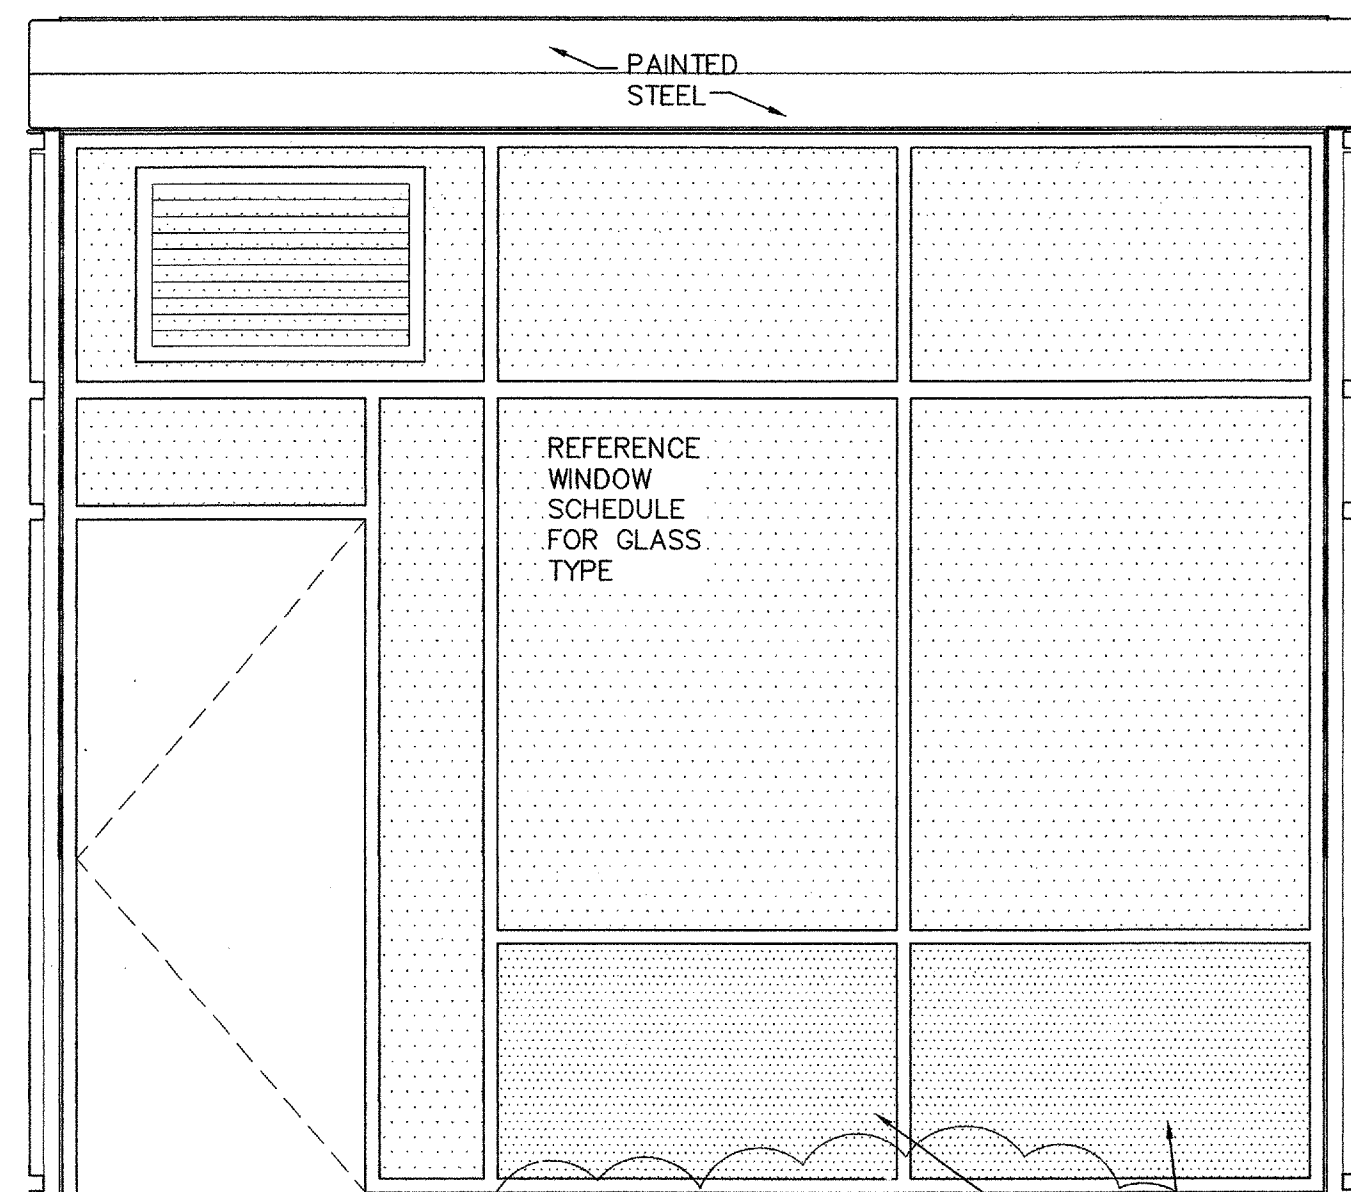 PAINTED
STEEL
REFERENCE
WINDOW
SCHEDULE
FOR GLASS
TYPE